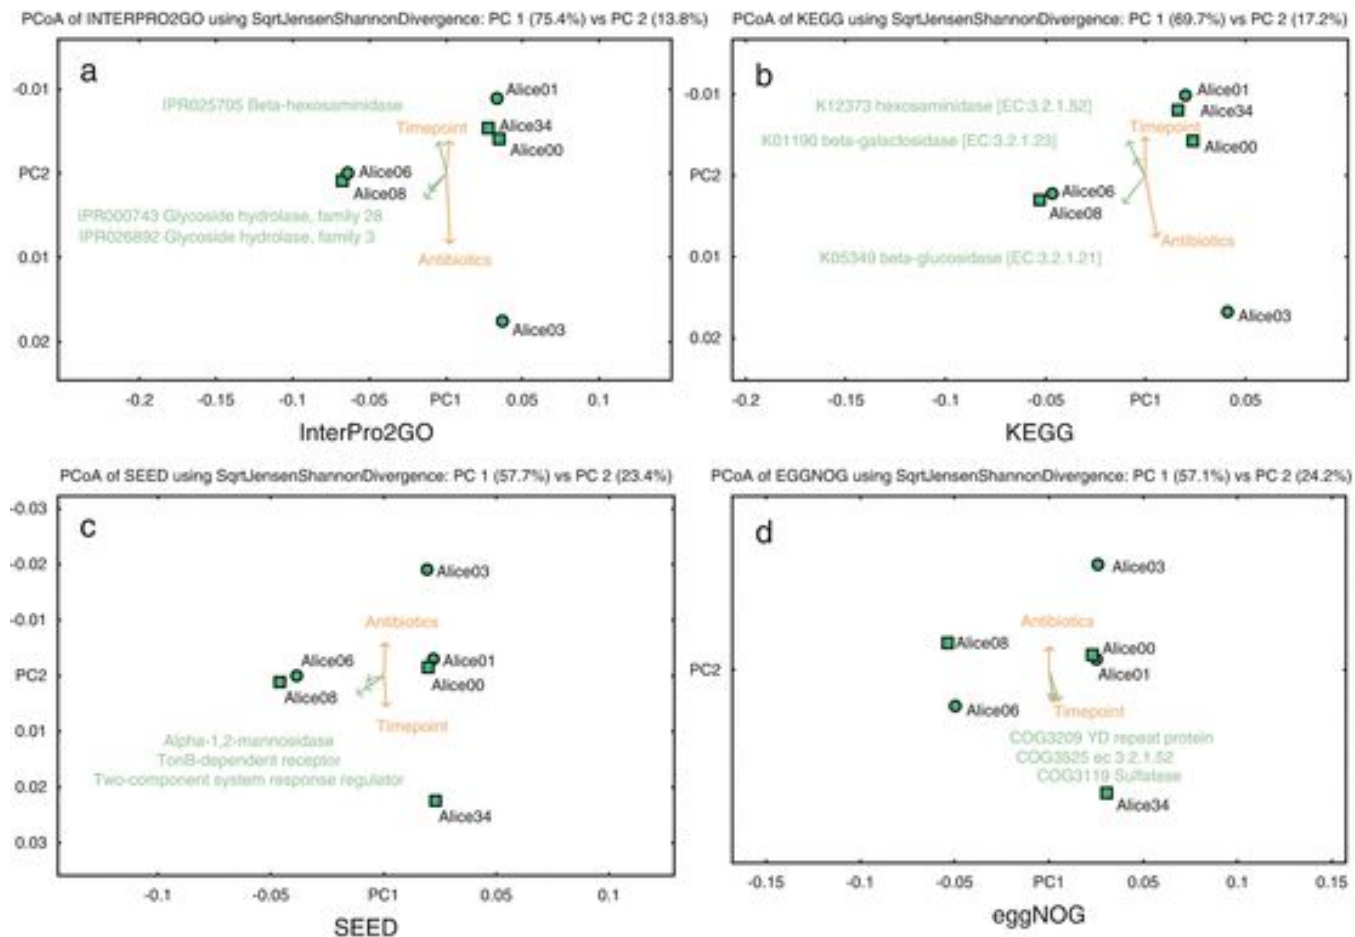 PCoA of INTERPRO2GO using SqrtJensenShannonDivergence: PC 1 (75.4%) vs PC 2 (13.8%)
a
-0.01
PC2
0.01
0.02
IPR025705 Beta-hexosaminidase
Alice01
Timepoint
Alice34
Alice00
Alice06
Alice08
IPR000743 Glycoside hydrolase, family 28
IPR026892 Glycoside hydrolase, family 3
Antibiotics
Alice03
-0.2 -0.15 -0.1 -0.05 PC1 0.05 0.1
InterPro2GO
PCoA of KEGG using SqrtJensenShannonDivergence: PC 1 (69.7%) vs PC 2 (17.2%)
b
-0.01
PC2
0.01
0.02
Alice01
K12373 hexosaminidase [EC:3.2.1.52]
Alice34
Timepoint
K01190 beta-galactosidase [EC:3.2.1.23]
Alice00
Alice06
Alice08
Antibiotics
K05349 beta-glucosidase [EC:3.2.1.21]
Alice03
-0.2 -0.15 -0.1 -0.05 PC1 0.05
KEGG
PCoA of SEED using SqrtJensenShannonDivergence: PC 1 (57.7%) vs PC 2 (23.4%)
-0.03
c
-0.02
-0.01
PC2
0.01
0.02
0.03
Alice03
Antibiotics
Alice06
Alice01
Alice08
Alice00
Timepoint
Alpha-1,2-mannosidase
TonB-dependent receptor
Two-component system response regulator
Alice34
-0.1 -0.05 PC1 0.05 0.1
SEED
PCoA of EGGNOG using SqrtJensenShannonDivergence: PC 1 (57.1%) vs PC 2 (24.2%)
d
PC2
Alice03
Antibiotics
Alice08
Alice00
Alice01
Alice06
Timepoint
COG3209 YD repeat protein
COG3525 ec 3.2.1.52
COG3119 Sulfatase
Alice34
-0.15 -0.1 -0.05 PC1 0.05 0.1 0.15
eggNOG